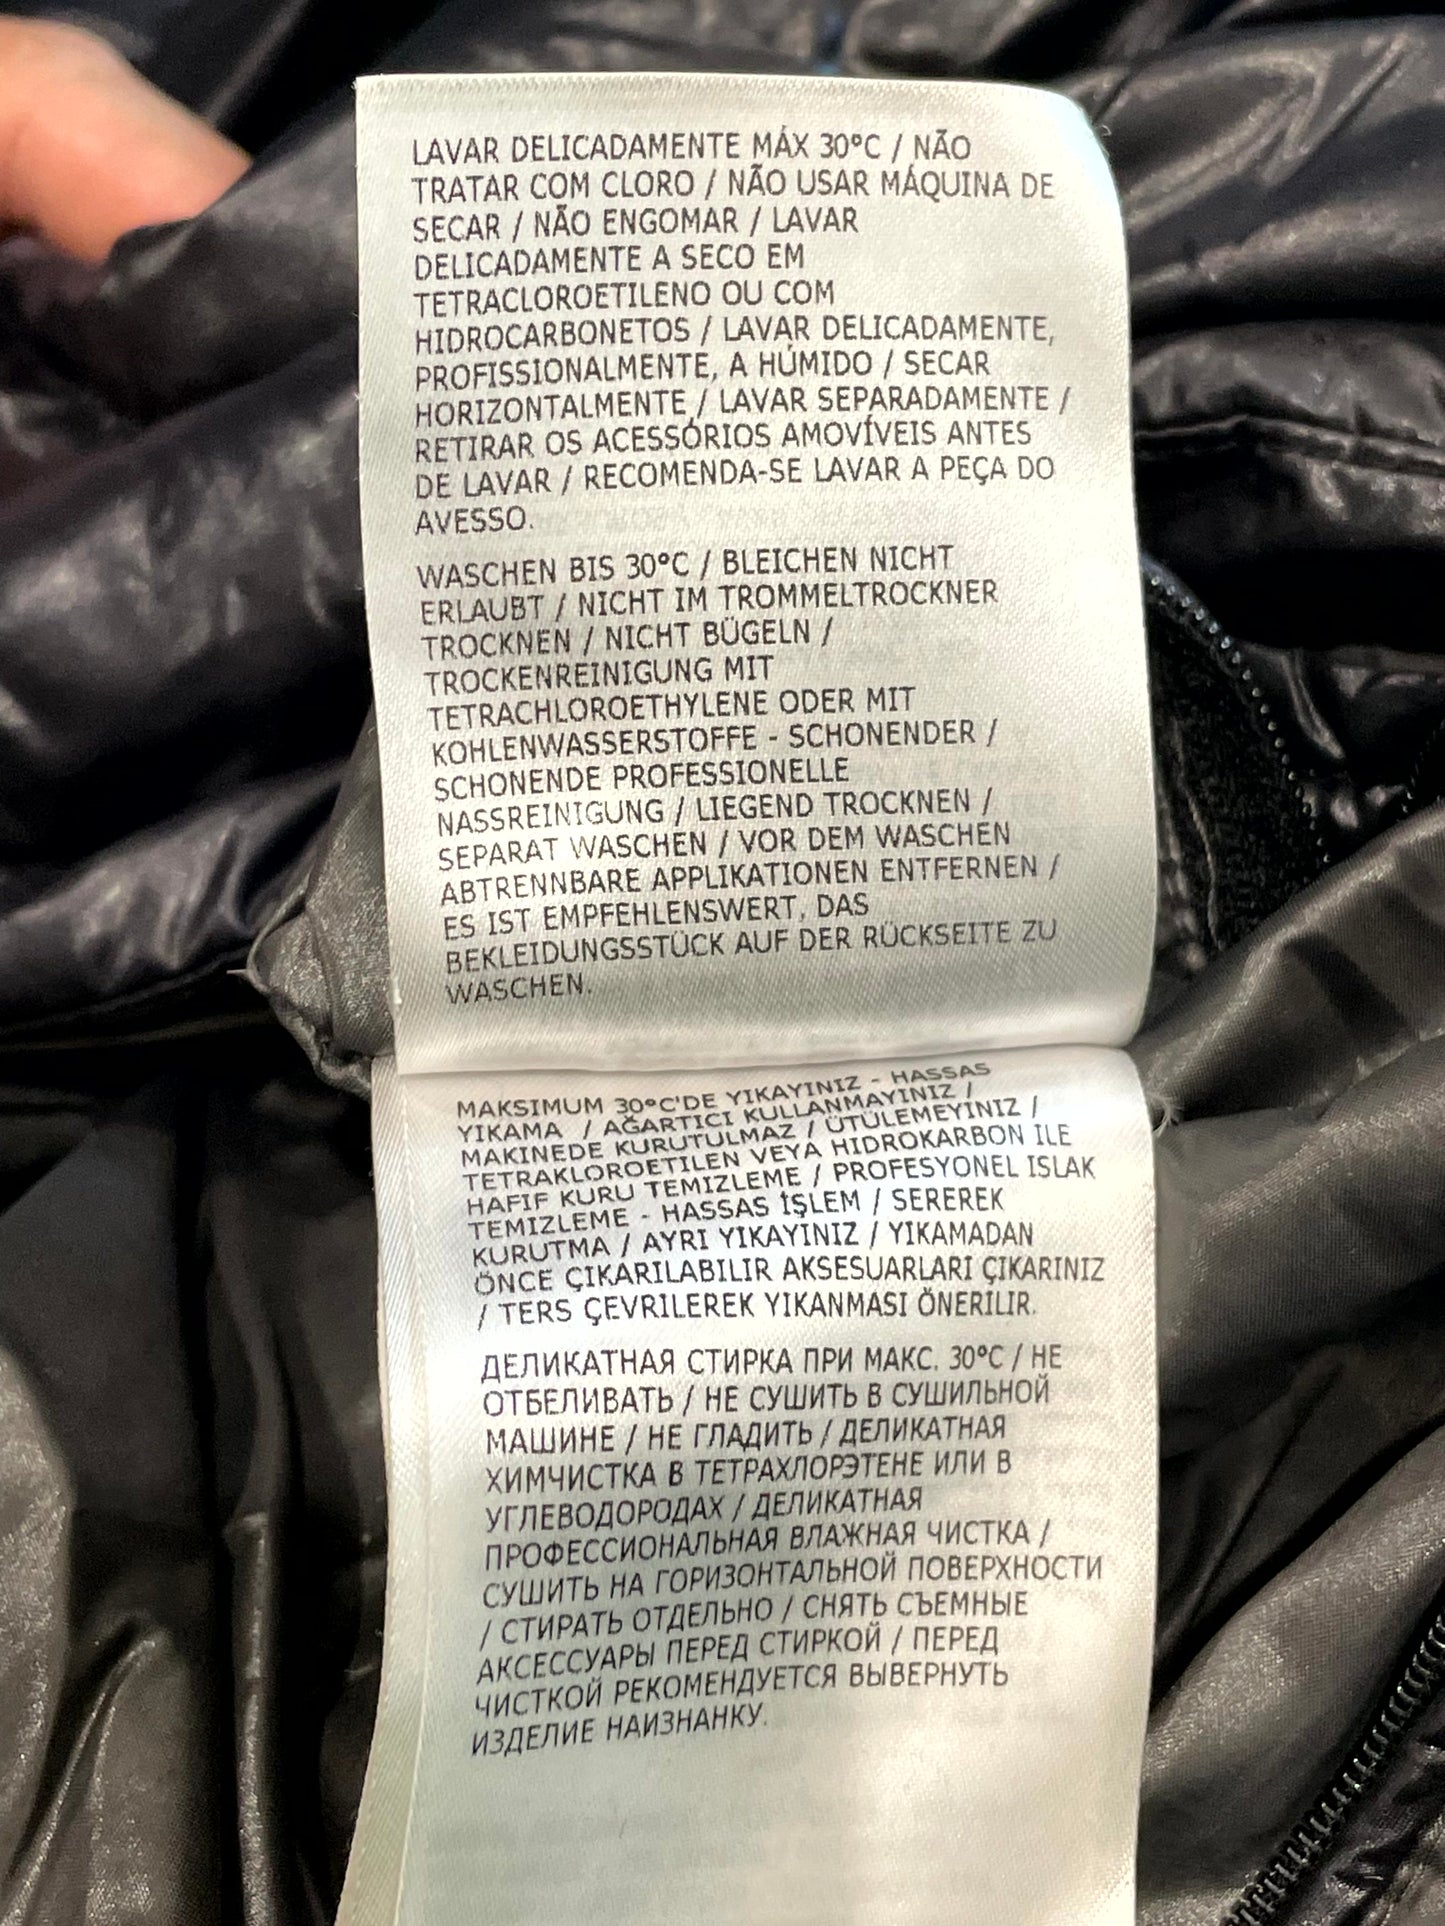 LAVAR DELICADAMENTE MÁX 30°C / NÃO
TRATAR COM CLORO / NÃO USAR MÁQUINA DE
SECAR / NÃO ENGOMAR / LAVAR
DELICADAMENTE A SECO EM
TETRACLOROETILENO OU COM
HIDROCARBONETOS / LAVAR DELICADAMENTE,
PROFISSIONALMENTE, A HÚMIDO / SECAR
HORIZONTALMENTE / LAVAR SEPARADAMENTE /
RETIRAR OS ACESSÓRIOS AMOVÍVEIS ANTES
DE LAVAR / RECOMENDA-SE LAVAR A PEÇA DO
AVESSO.
WASCHEN BIS 30°C / BLEICHEN NICHT
ERLAUBT / NICHT IM TROMMELTROCKNER
TROCKNEN / NICHT BÜGELN /
TROCKENREINIGUNG MIT
TETRACHLOROETHYLENE ODER MIT
KOHLENWASSERSTOFFE - SCHONENDER /
SCHONENDE PROFESSIONELLE
NASSREINIGUNG / LIEGEND TROCKNEN /
SEPARAT WASCHEN / VOR DEM WASCHEN
ABTRENNBARE APPLIKATIONEN ENTFERNEN /
ES IST EMPFEHLENSWERT, DAS
BEKLEIDUNGSSTÜCK AUF DER RÜCKSEITE ZU
WASCHEN.
MAKSIMUM 30°C'DE YIKAYINIZ - HASSAS
YIKAMA / AĞARTICI KULLANMAYINIZ /
MAKINEDE KURUTULMAZ / ÜTÜLEMEYINIZ /
TETRAKLOROETILEN VEYA HIDROKARBON ILE
HAFIF KURU TEMIZLEME / PROFESYONEL ISLAK
TEMIZLEME - HASSAS İŞLEM / SEREREK
KURUTMA / AYRI YIKAYINIZ / YIKAMADAN
ÖNCE ÇIKARILABILIR AKSESUARLARI ÇIKARINIZ
/ TERS ÇEVRILEREK YIKANMASI ÖNERILIR.
ДЕЛИКАТНАЯ СТИРКА ПРИ МАКС. 30°C / НЕ
ОТБЕЛИВАТЬ / НЕ СУШИТЬ В СУШИЛЬНОЙ
МАШИНЕ / НЕ ГЛАДИТЬ / ДЕЛИКАТНАЯ
ХИМЧИСТКА В ТЕТРАХЛОРЭТЕНЕ ИЛИ В
УГЛЕВОДОРОДАХ / ДЕЛИКАТНАЯ
ПРОФЕССИОНАЛЬНАЯ ВЛАЖНАЯ ЧИСТКА /
СУШИТЬ НА ГОРИЗОНТАЛЬНОЙ ПОВЕРХНОСТИ
/ СТИРАТЬ ОТДЕЛЬНО / СНЯТЬ СЪЕМНЫЕ
АКСЕССУАРЫ ПЕРЕД СТИРКОЙ / ПЕРЕД
ЧИСТКОЙ РЕКОМЕНДУЕТСЯ ВЫВЕРНУТЬ
ИЗДЕЛИЕ НАИЗНАНКУ.